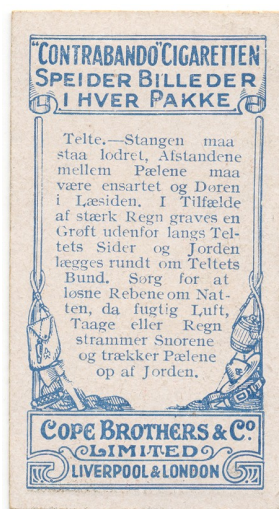 "CONTRABANDO" CIGARETTEN
SPEIDER BILLEDER
I HVER PAKKE
Telte.—Stangen maa
staa lodret, Afstandene
mellem Pælene maa
være ensartet og Døren
i Læsiden. I Tilfælde
af stærk Regn graves en
Grøft udenfor langs Tel-
tets Sider og Jorden
lægges rundt om Teltets
Bund. Sørg for at
løsne Rebene om Nat-
ten, da fugtig Luft,
Taage eller Regn
strammer Snorene
og trækker Pælene
op af Jorden.
COPE BROTHERS & Co.
LIMITED
LIVERPOOL & LONDON